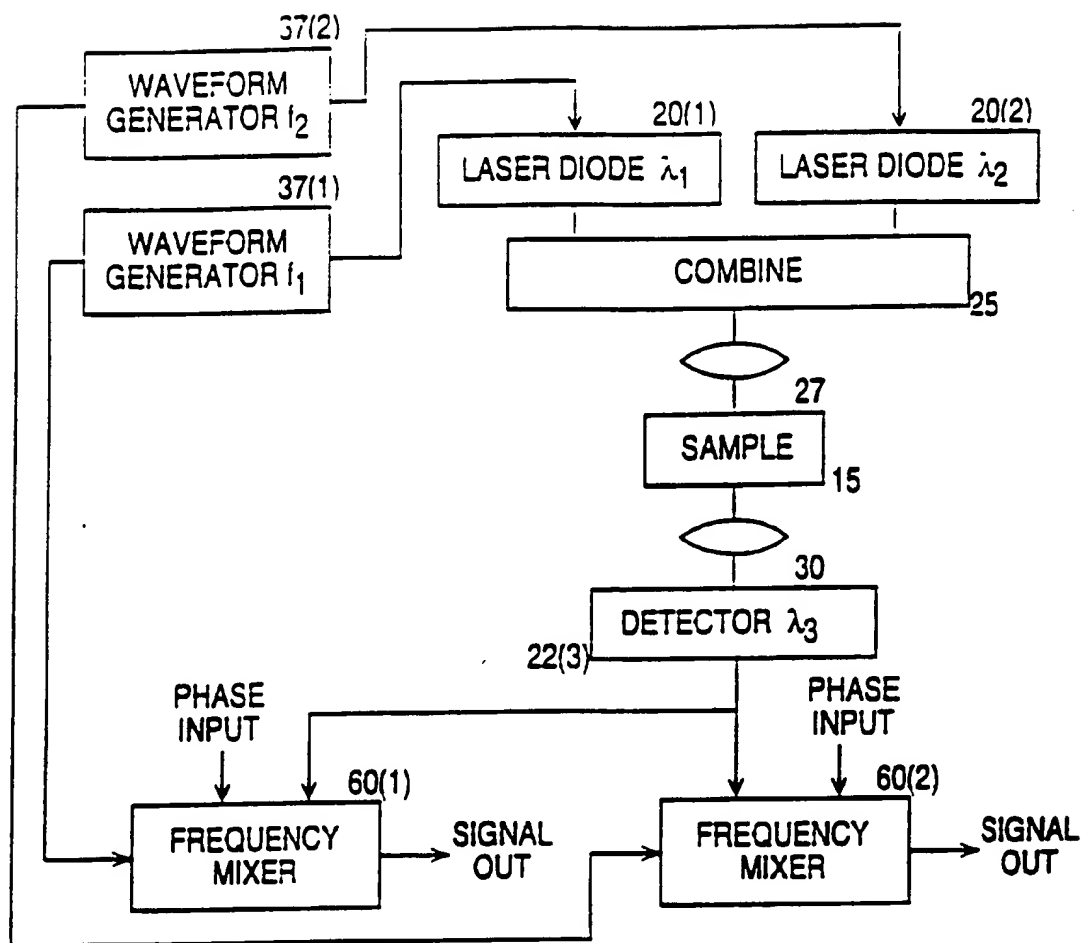 37(2)
WAVEFORM
GENERATOR f2
20(1)
20(2)
LASER DIODE λ1
LASER DIODE λ2
37(1)
WAVEFORM
GENERATOR f1
COMBINE
25
27
SAMPLE
15
30
DETECTOR λ3
22(3)
PHASE
INPUT
PHASE
INPUT
60(1)
60(2)
FREQUENCY
MIXER
SIGNAL
OUT
FREQUENCY
MIXER
SIGNAL
OUT